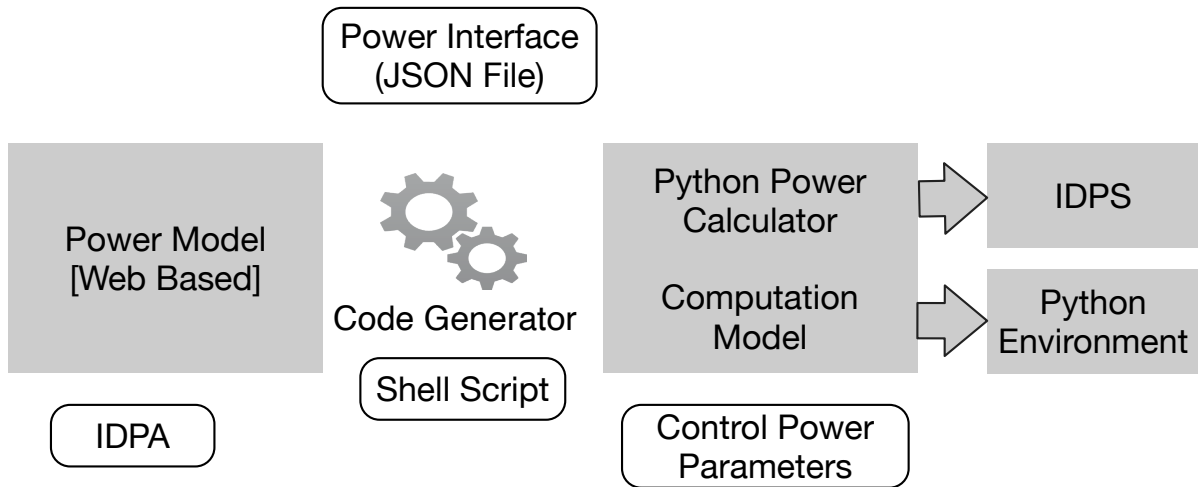 Power Interface
(JSON File)
Power Model
[Web Based]
Code Generator
Shell Script
IDPA
Python Power
Calculator
Computation
Model
Control Power
Parameters
IDPS
Python
Environment